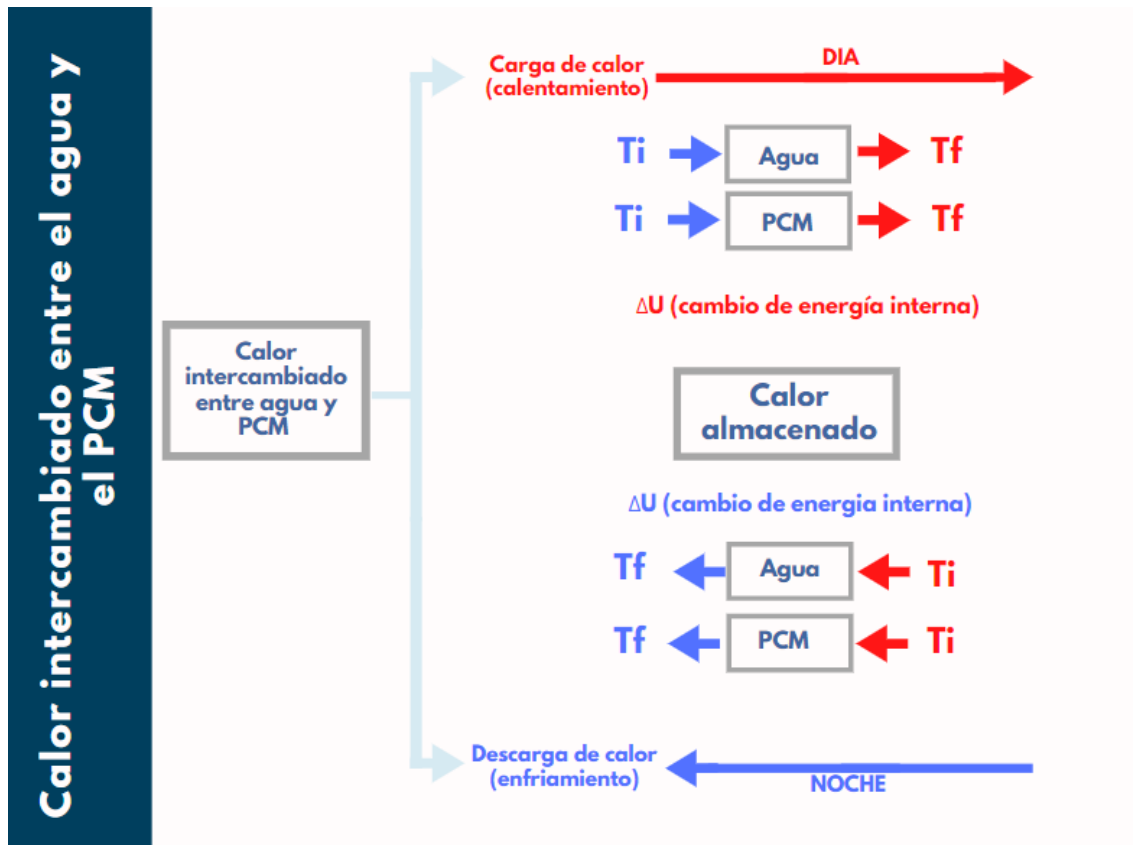 Calor intercambiado entre el agua y
el PCM
Calor
intercambiado
entre agua y
PCM
Carga de calor
(calentamiento)
DIA
Ti
Agua
Tf
Ti
PCM
Tf
ΔU (cambio de energía interna)
Calor
almacenado
ΔU (cambio de energia interna)
Tf
Agua
Ti
Tf
PCM
Ti
Descarga de calor
(enfriamiento)
NOCHE